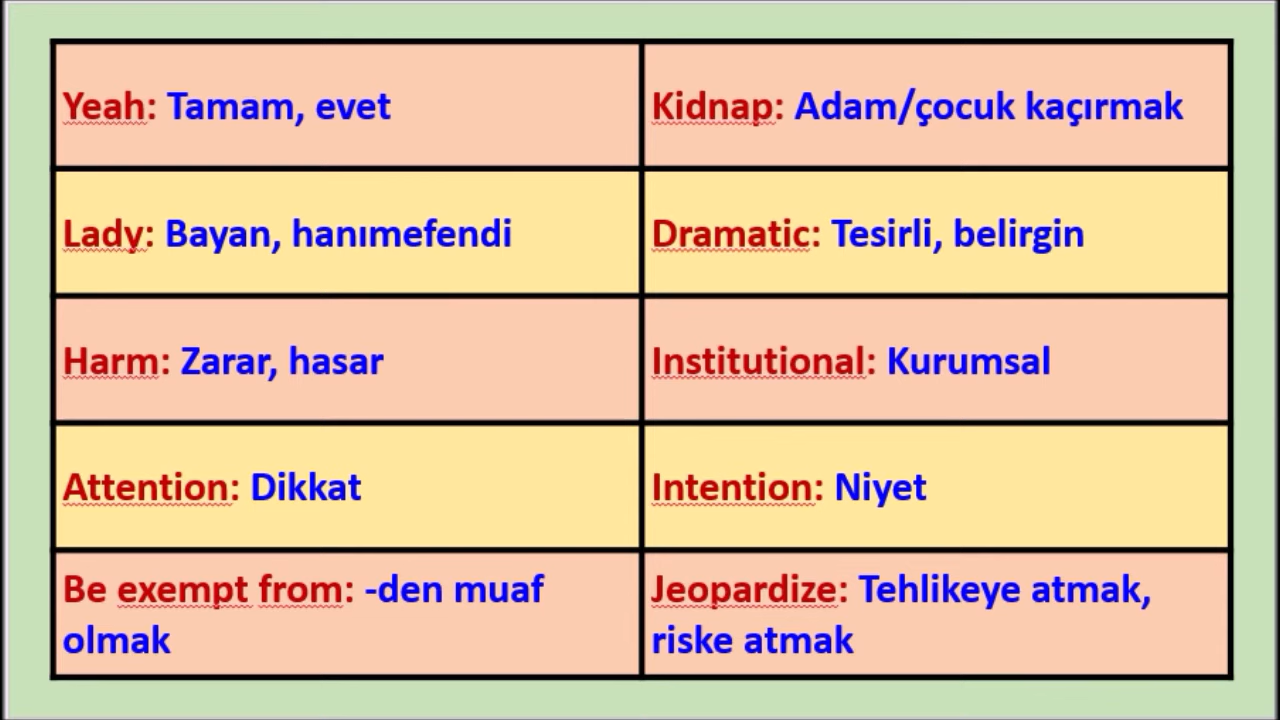 Yeah: Tamam, evet
Kidnap: Adam/çocuk kaçırmak
Lady: Bayan, hanımefendi
Dramatic: Tesirli, belirgin
Harm: Zarar, hasar
Institutional: Kurumsal
Attention: Dikkat
Intention: Niyet
Be exempt from: -den muaf
olmak
Jeopardize: Tehlikeye atmak,
riske atmak